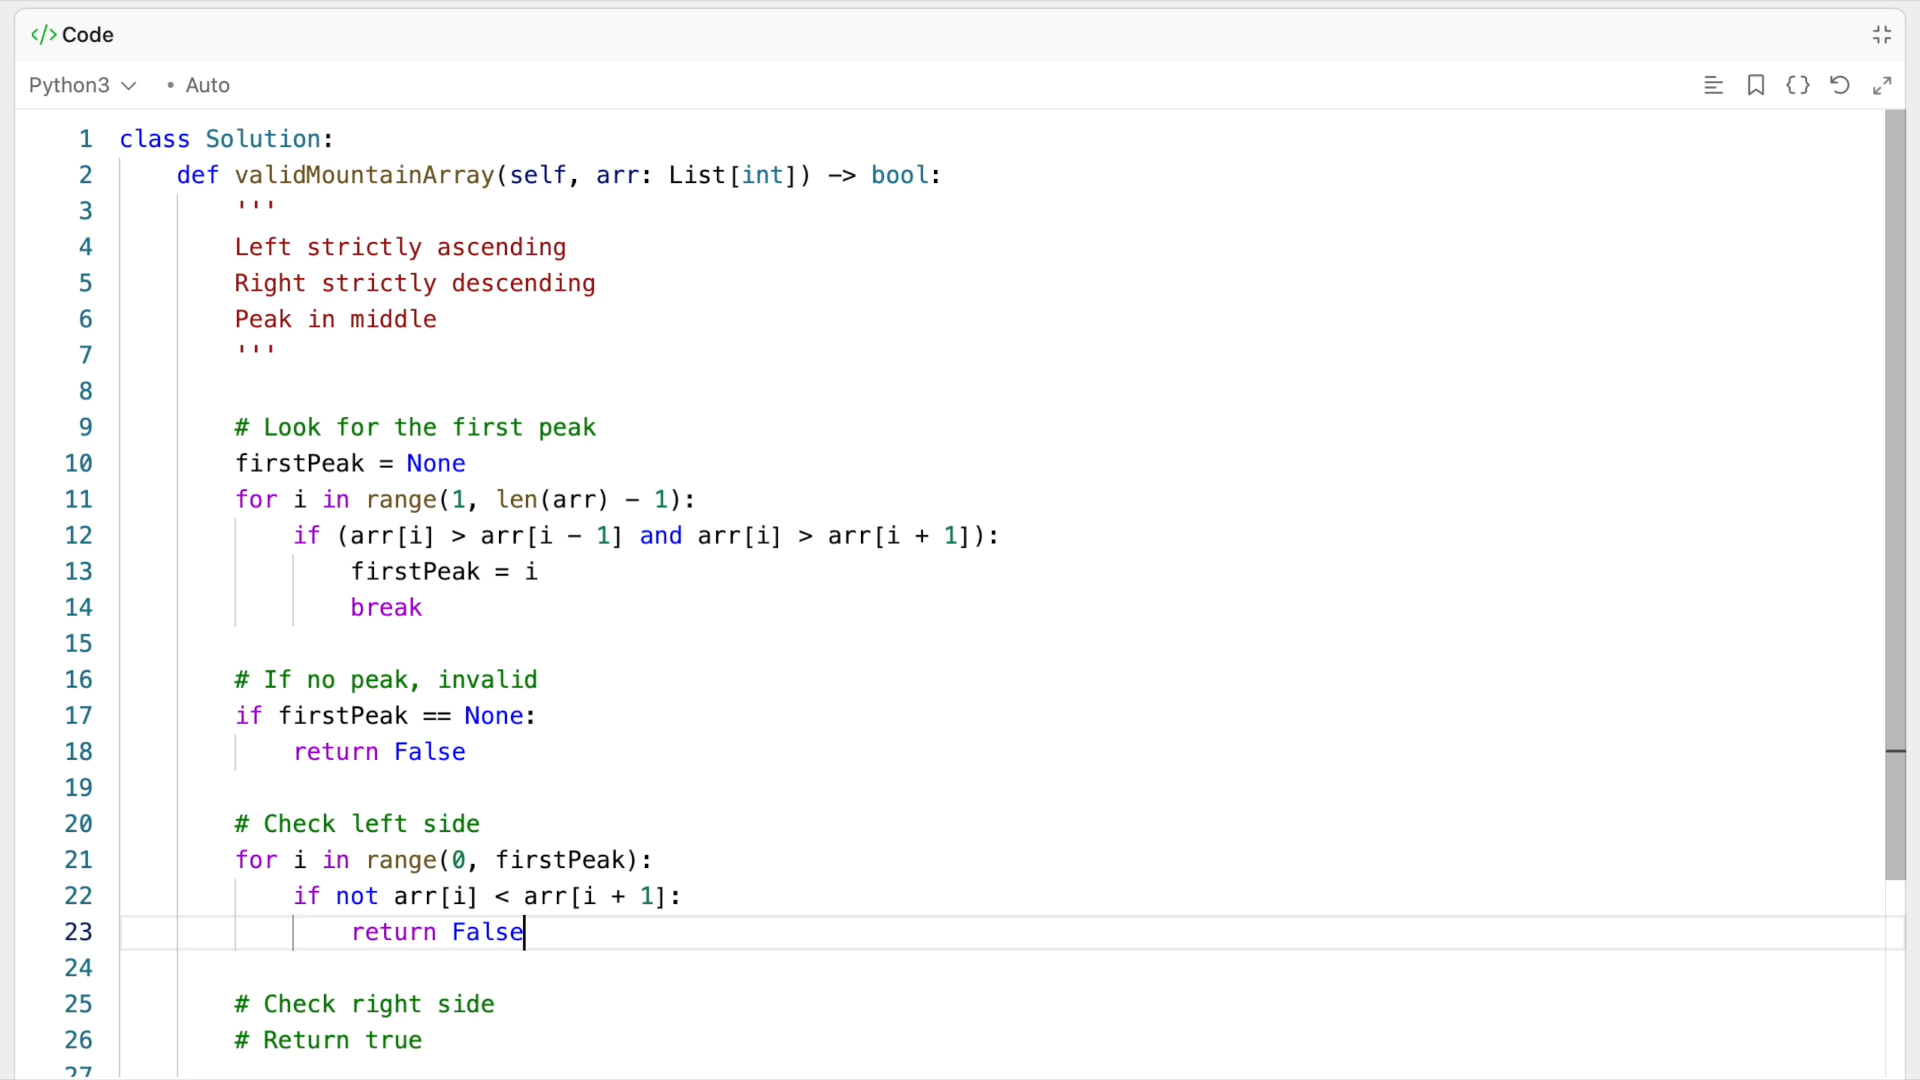 </> Code
Python3 • Auto
1 class Solution:
2 def validMountainArray(self, arr: List[int]) -> bool:
3 '''
4 Left strictly ascending
5 Right strictly descending
6 Peak in middle
7 '''
8
9 # Look for the first peak
10 firstPeak = None
11 for i in range(1, len(arr) - 1):
12 if (arr[i] > arr[i - 1] and arr[i] > arr[i + 1]):
13 firstPeak = i
14 break
15
16 # If no peak, invalid
17 if firstPeak == None:
18 return False
19
20 # Check left side
21 for i in range(0, firstPeak):
22 if not arr[i] < arr[i + 1]:
23 return False
24
25 # Check right side
26 # Return true
27